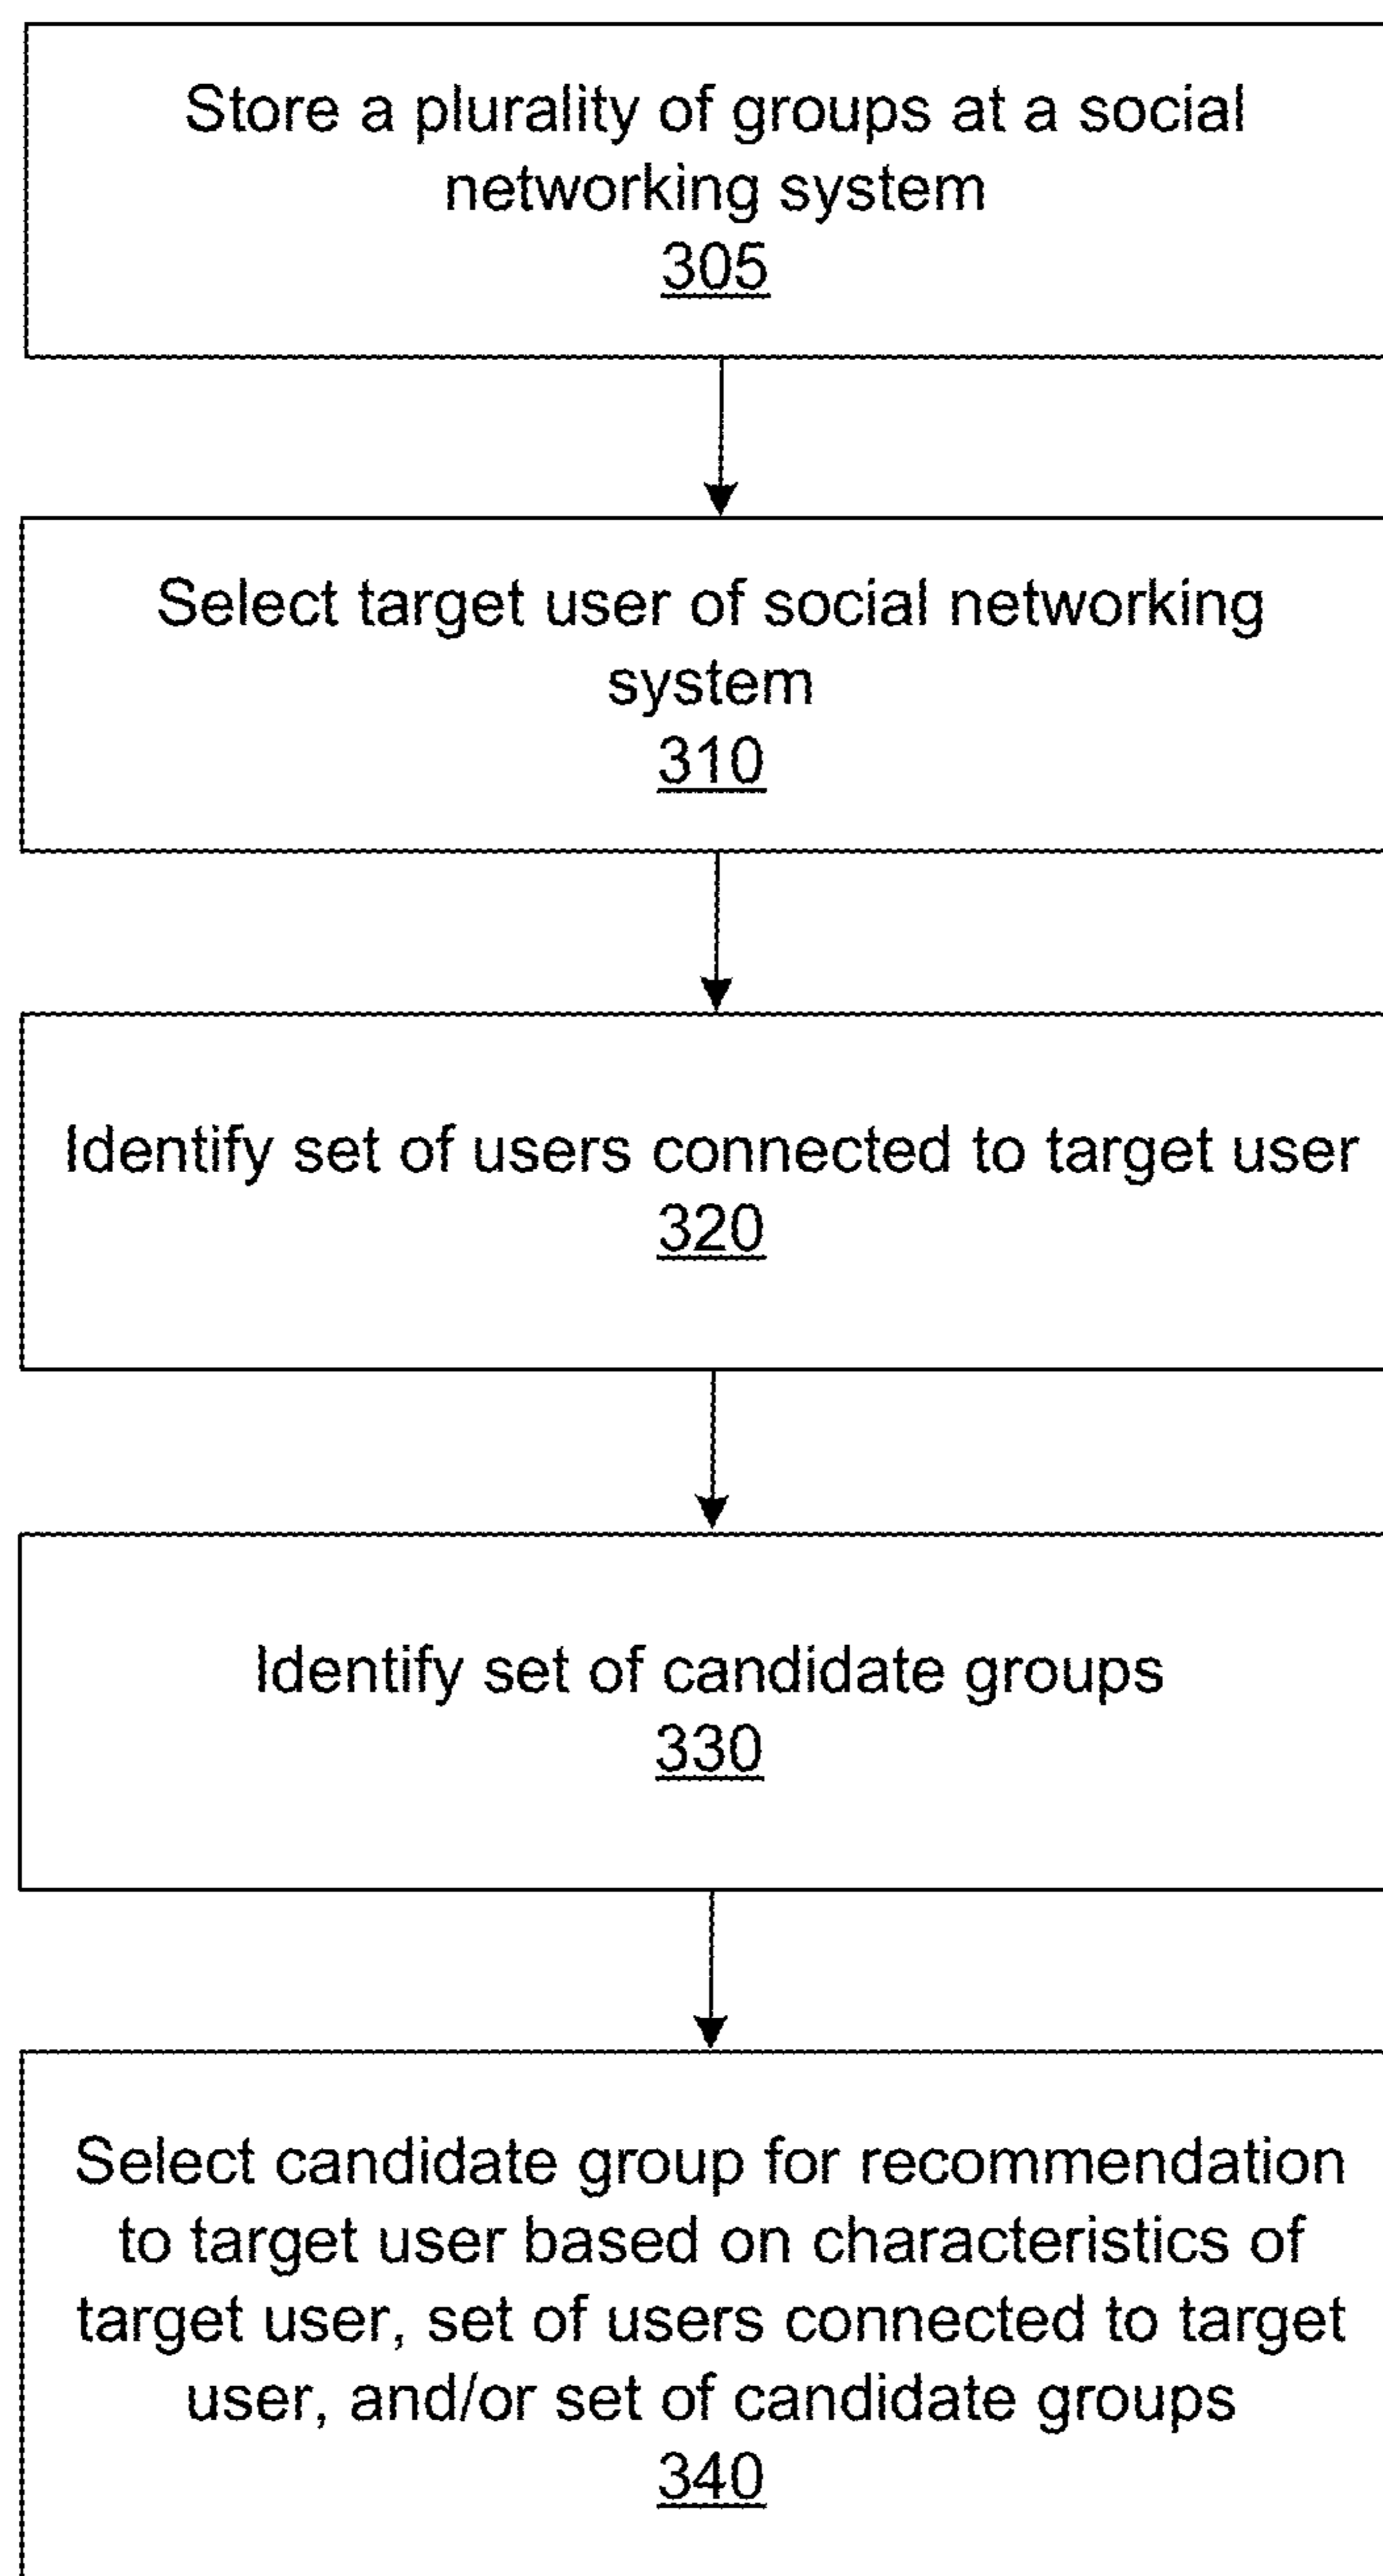 Store a plurality of groups at a social
networking system
305
Select target user of social networking
system
310
Identify set of users connected to target user
320
Identify set of candidate groups
330
Select candidate group for recommendation
to target user based on characteristics of
target user, set of users connected to target
user, and/or set of candidate groups
340